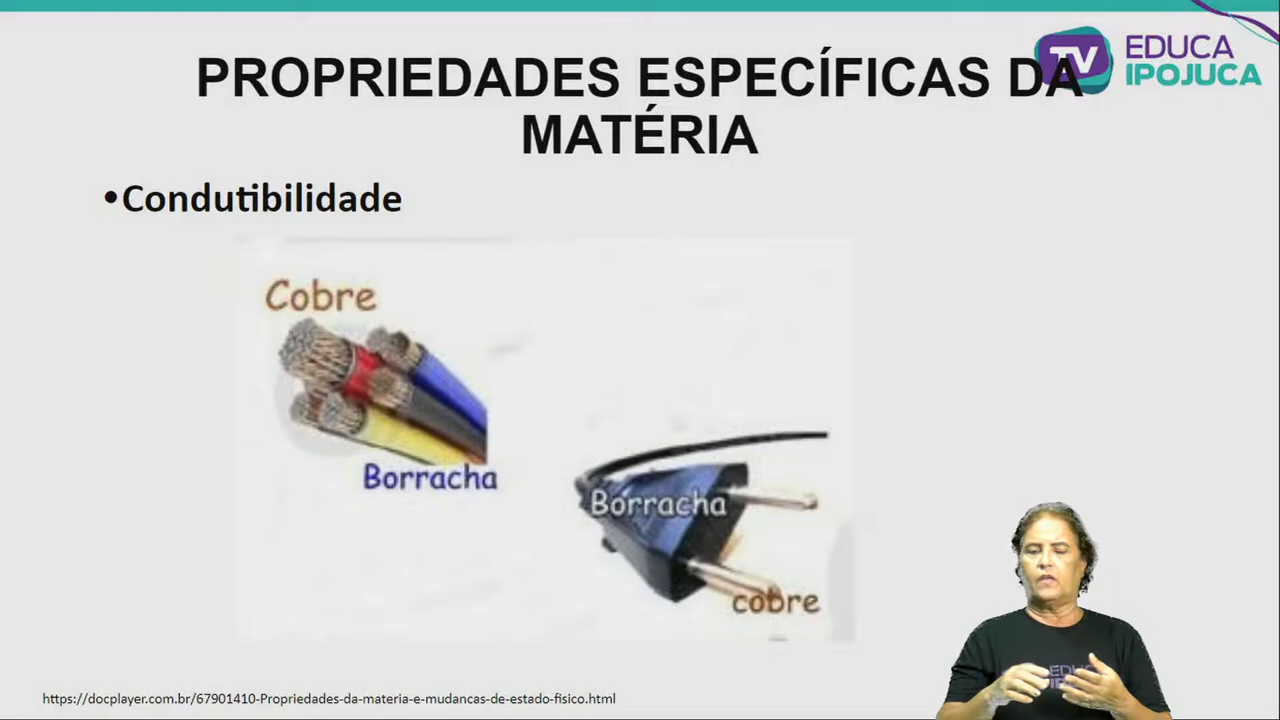 PROPRIEDADES ESPECÍFICAS DA
MATÉRIA
TV EDUCA
IPOJUCA
•Condutibilidade
Cobre
Borracha
Borracha
cobre
EDUCA
https://docplayer.com.br/67901410-Propriedades-da-materia-e-mudancas-de-estado-fisico.html